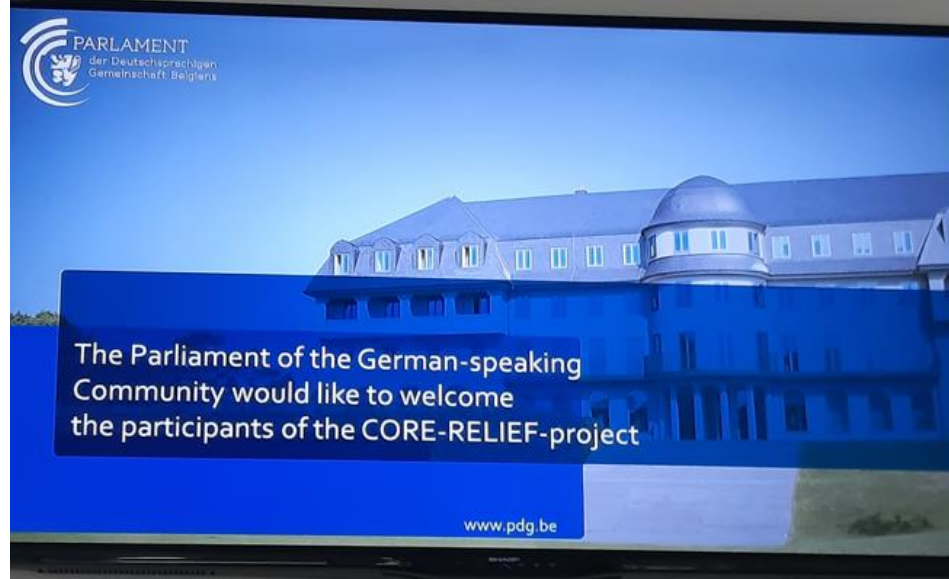 PARLAMENT
der Deutschsprachigen
Gemeinschaft Belgiens
The Parliament of the German-speaking
Community would like to welcome
the participants of the CORE-RELIEF-project
www.pdg.be
SHARP